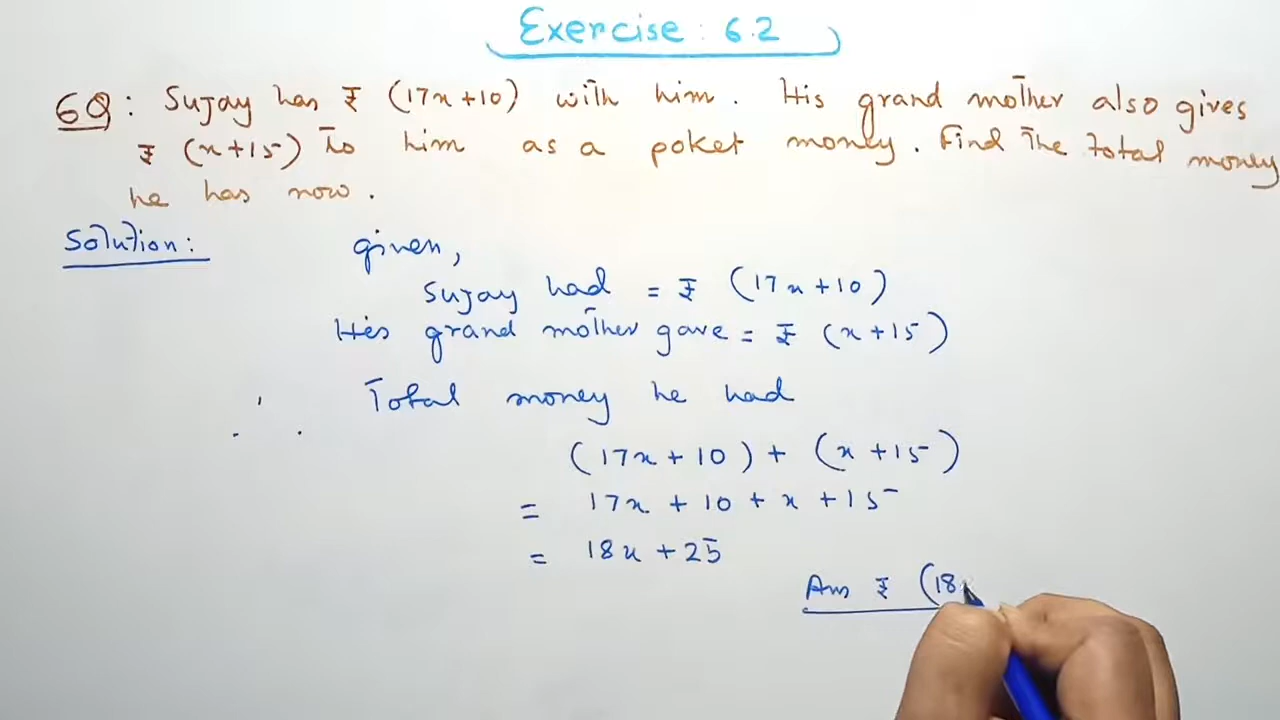 Exercise : 6.2
6Q : Sujay has ₹ (17x+10) with him. His grand mother also gives
₹ (x+15) to him as a poket money. Find the total money
he has now.
Solution :
given,
Sujay had = ₹ (17x+10)
His grand mother gave = ₹ (x+15)
∴ Total money he had
(17x+10) + (x+15)
= 17x + 10 + x + 15
= 18x + 25
Ans ₹ (18